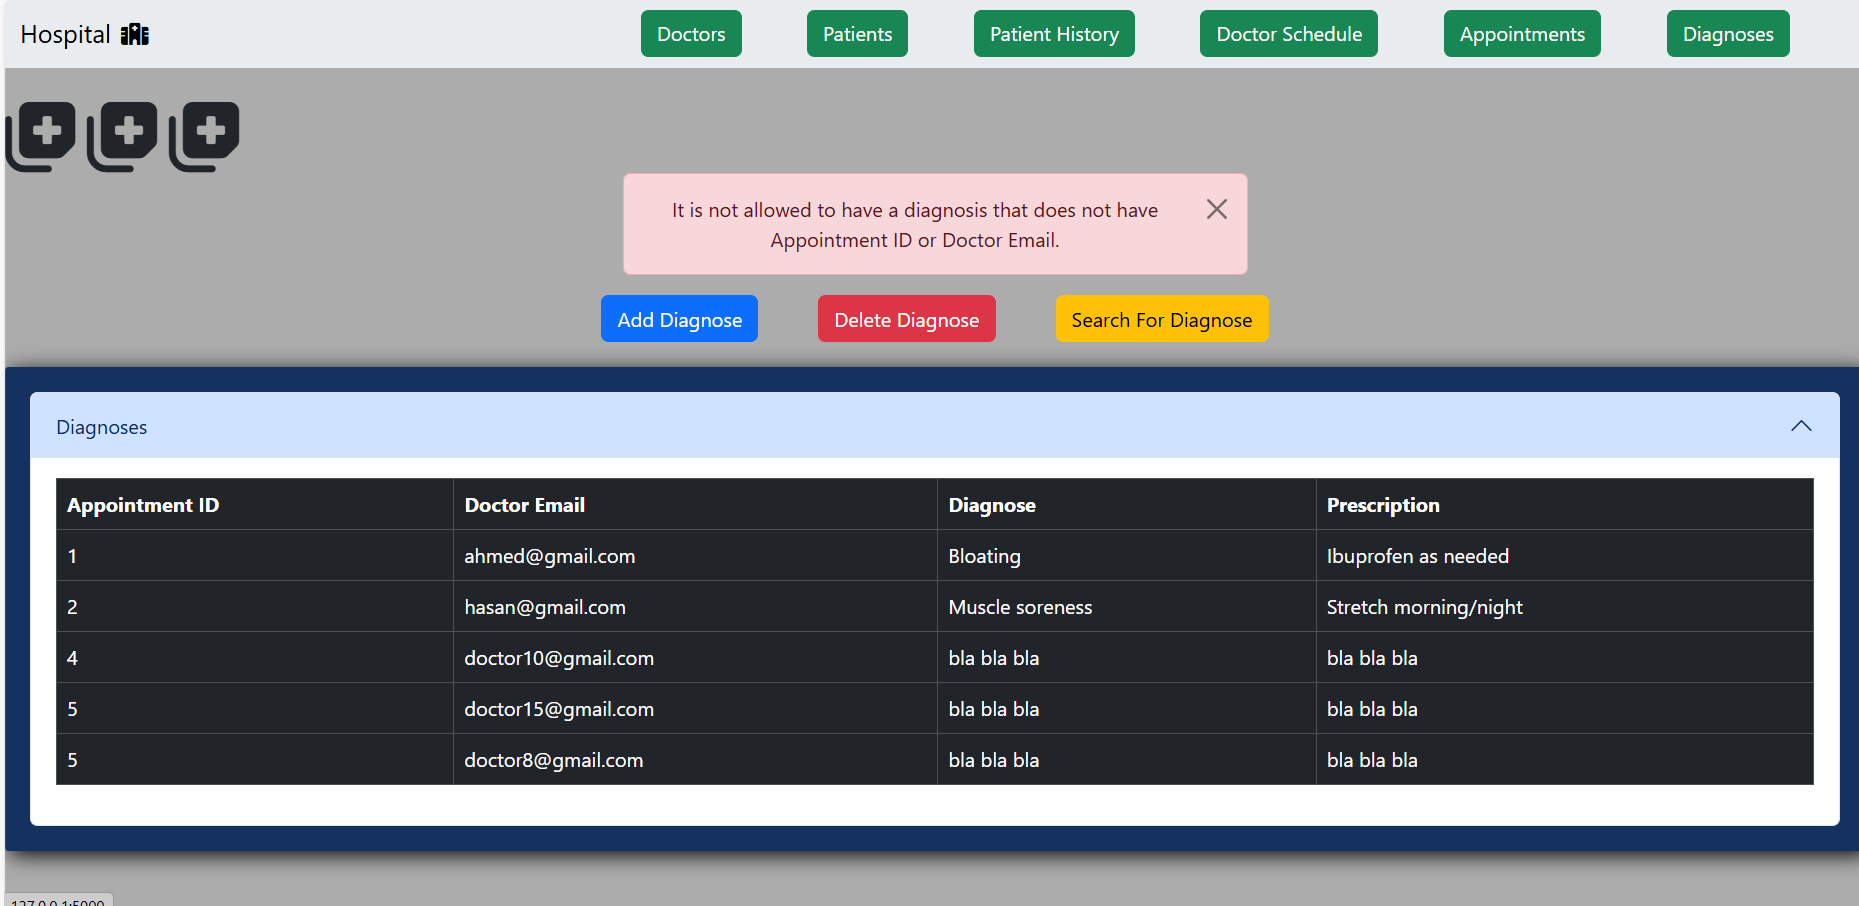 Hospital Doctors Patients Patient History Doctor Schedule Appointments Diagnoses
It is not allowed to have a diagnosis that does not have
Appointment ID or Doctor Email.
Add Diagnose Delete Diagnose Search For Diagnose
Diagnoses
Appointment ID Doctor Email Diagnose Prescription
1 ahmed@gmail.com Bloating Ibuprofen as needed
2 hasan@gmail.com Muscle soreness Stretch morning/night
4 doctor10@gmail.com bla bla bla bla bla bla
5 doctor15@gmail.com bla bla bla bla bla bla
5 doctor8@gmail.com bla bla bla bla bla bla
127.0.0.1:5000